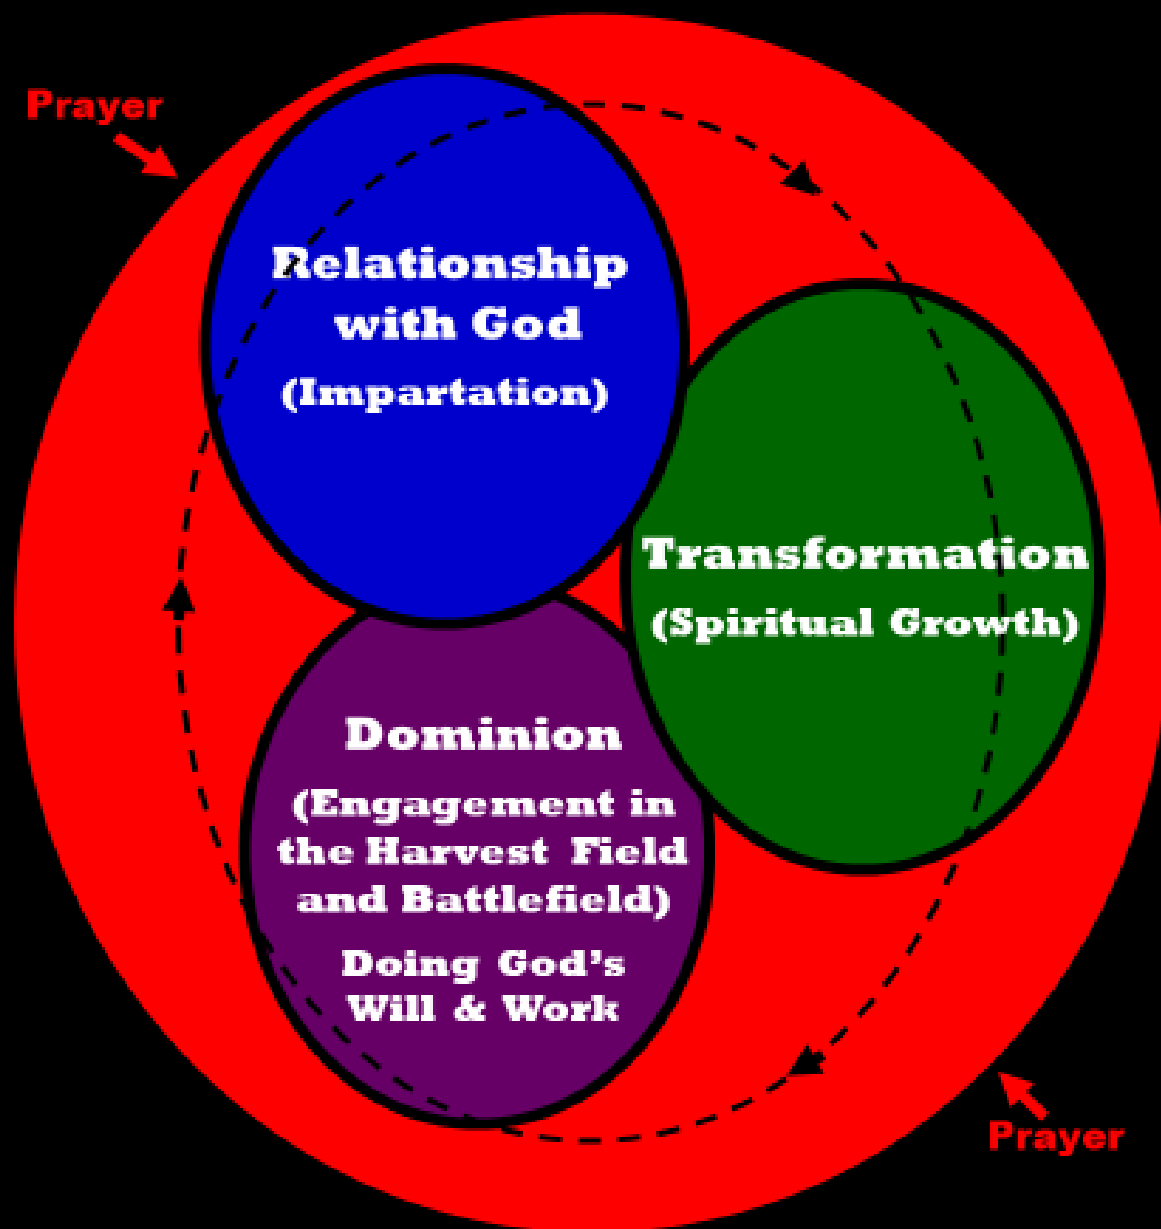 Prayer
Relationship
with God
(Impartation)
Transformation
(Spiritual Growth)
Dominion
(Engagement in
the Harvest Field
and Battlefield)
Doing God's
Will & Work
Prayer